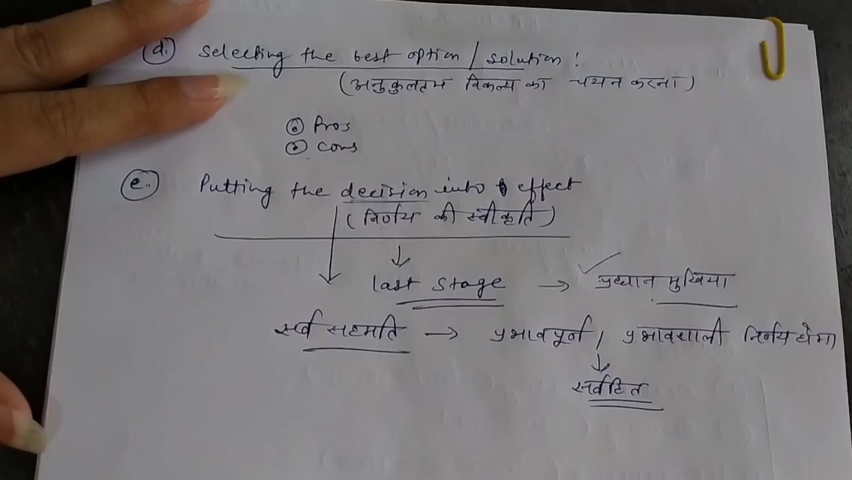 (d.) Selecting the best option / solution :
(अनुकुलतम विकल्प का चयन करना)
Pros
Cons
(e.) Putting the decision into effect
(निर्णय की स्वीकृति)
↓
last stage → प्रधान मुखिया
सर्व सहमति → प्रभावपूर्ण / प्रभावशाली निर्णय होगा
↓
सर्वहित